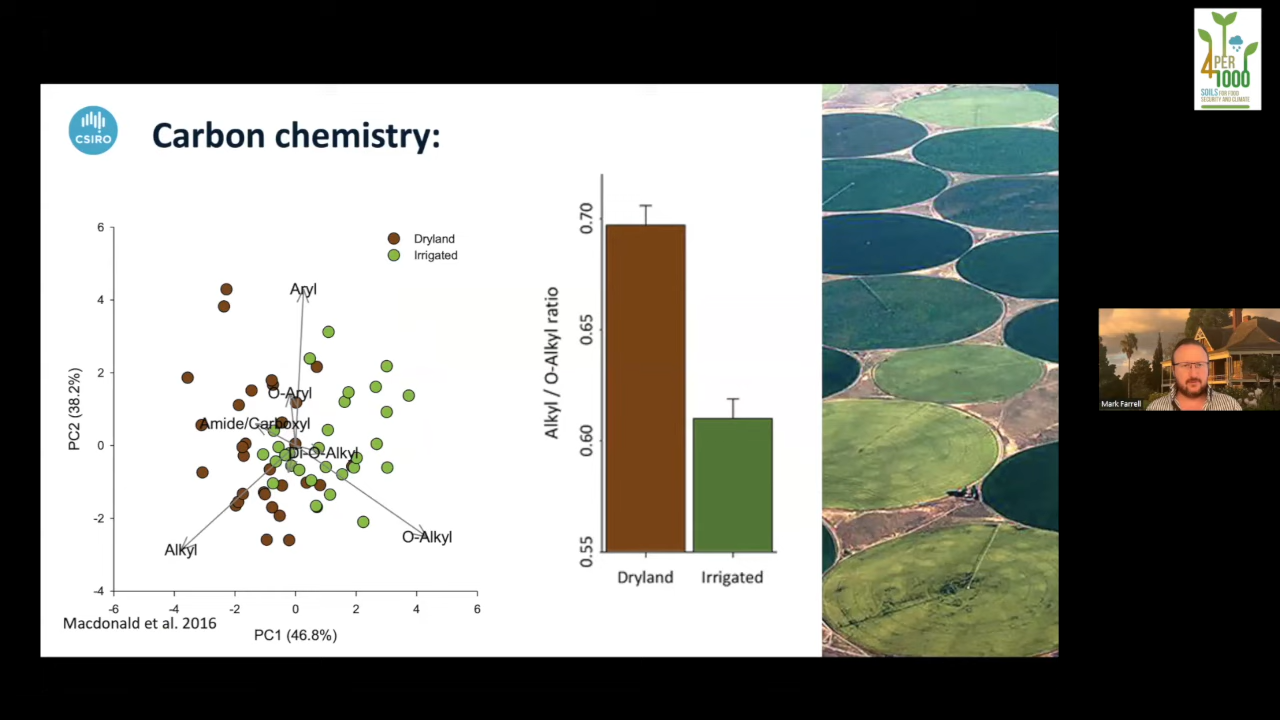 4 PER
1000
SOILS FOR FOOD
SECURITY AND CLIMATE
CSIRO
Carbon chemistry:
6
4
2
0
-2
-4
PC2 (38.2%)
Dryland
Irrigated
Aryl
O-Aryl
Amide/Carboxyl
Di-O-Alkyl
O-Alkyl
Alkyl
-6
-4
-2
0
2
4
6
PC1 (46.8%)
Macdonald et al. 2016
0.70
0.65
0.60
0.55
Alkyl / O-Alkyl ratio
Dryland
Irrigated
Mark Farrell